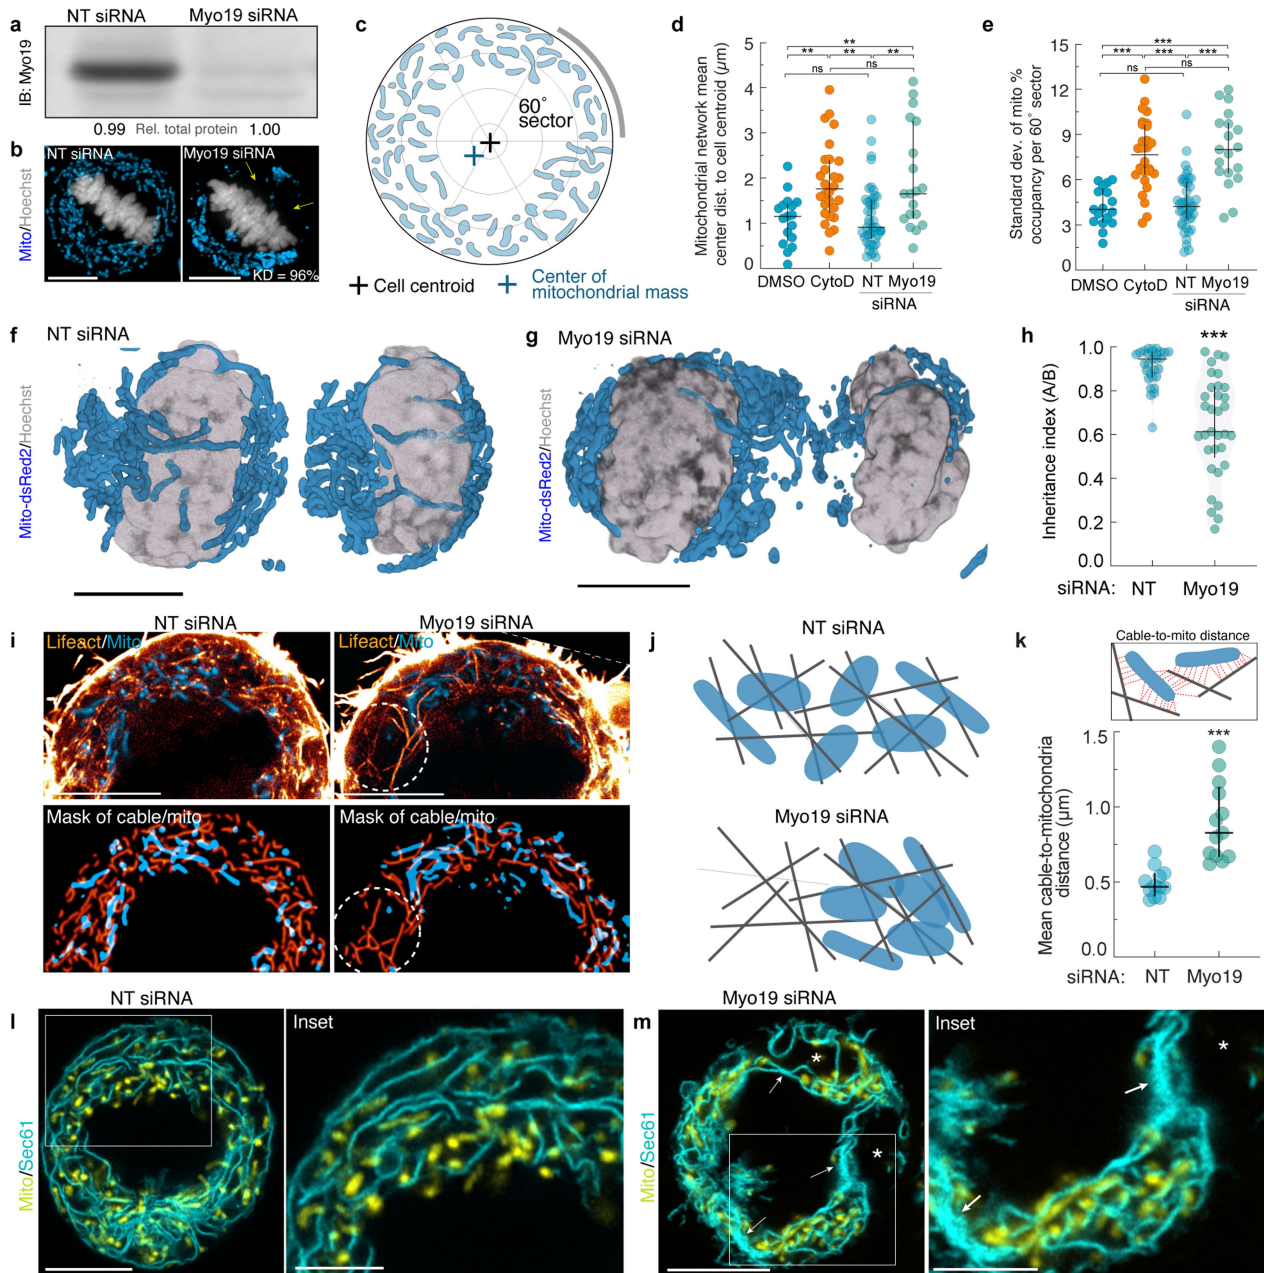 a
NT siRNA
Myo19 siRNA
IB: Myo19
0.99 Rel. total protein 1.00
b
NT siRNA
Myo19 siRNA
Mito/Hoechst
KD = 96%
c
60° sector
Cell centroid
Center of
mitochondrial mass
d
Mitochondrial network mean
center dist. to cell centroid (µm)
5
4
3
2
1
0
**
** ** **
ns
ns
DMSO CytoD NT Myo19
siRNA
e
Standard dev. of mito %
occupancy per 60° sector
15
12
9
6
3
0
***
*** *** ***
ns
ns
DMSO CytoD NT Myo19
siRNA
f
NT siRNA
Mito-dsRed2/Hoechst
g
Myo19 siRNA
Mito-dsRed2/Hoechst
h
Inheritance index (A/B)
1.0
0.8
0.6
0.4
0.2
0.0
***
siRNA: NT Myo19
i
NT siRNA
Myo19 siRNA
Lifeact/Mito
Lifeact/Mito
Mask of cable/mito
Mask of cable/mito
j
NT siRNA
Myo19 siRNA
k
Cable-to-mito distance
Mean cable-to-mitochondria
distance (µm)
1.5
1.0
0.5
0.0
***
siRNA: NT Myo19
l
NT siRNA
Mito/Sec61
Inset
m
Myo19 siRNA
Mito/Sec61
*
*
Inset
*